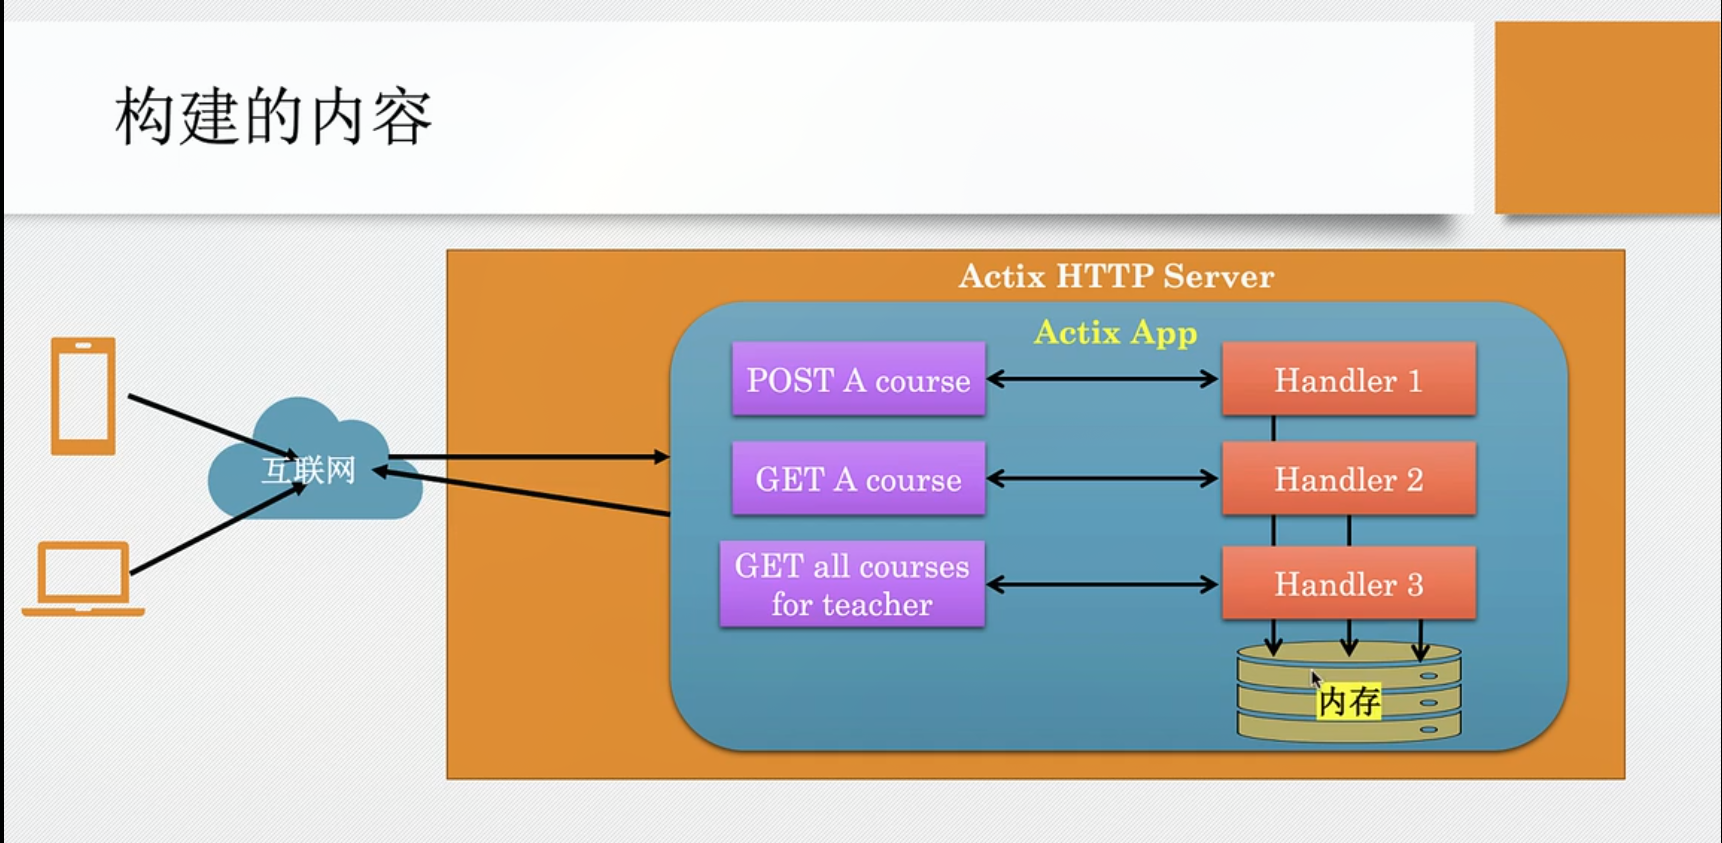 构建的内容
Actix HTTP Server
Actix App
互联网
POST A course
Handler 1
GET A course
Handler 2
GET all courses
for teacher
Handler 3
内存